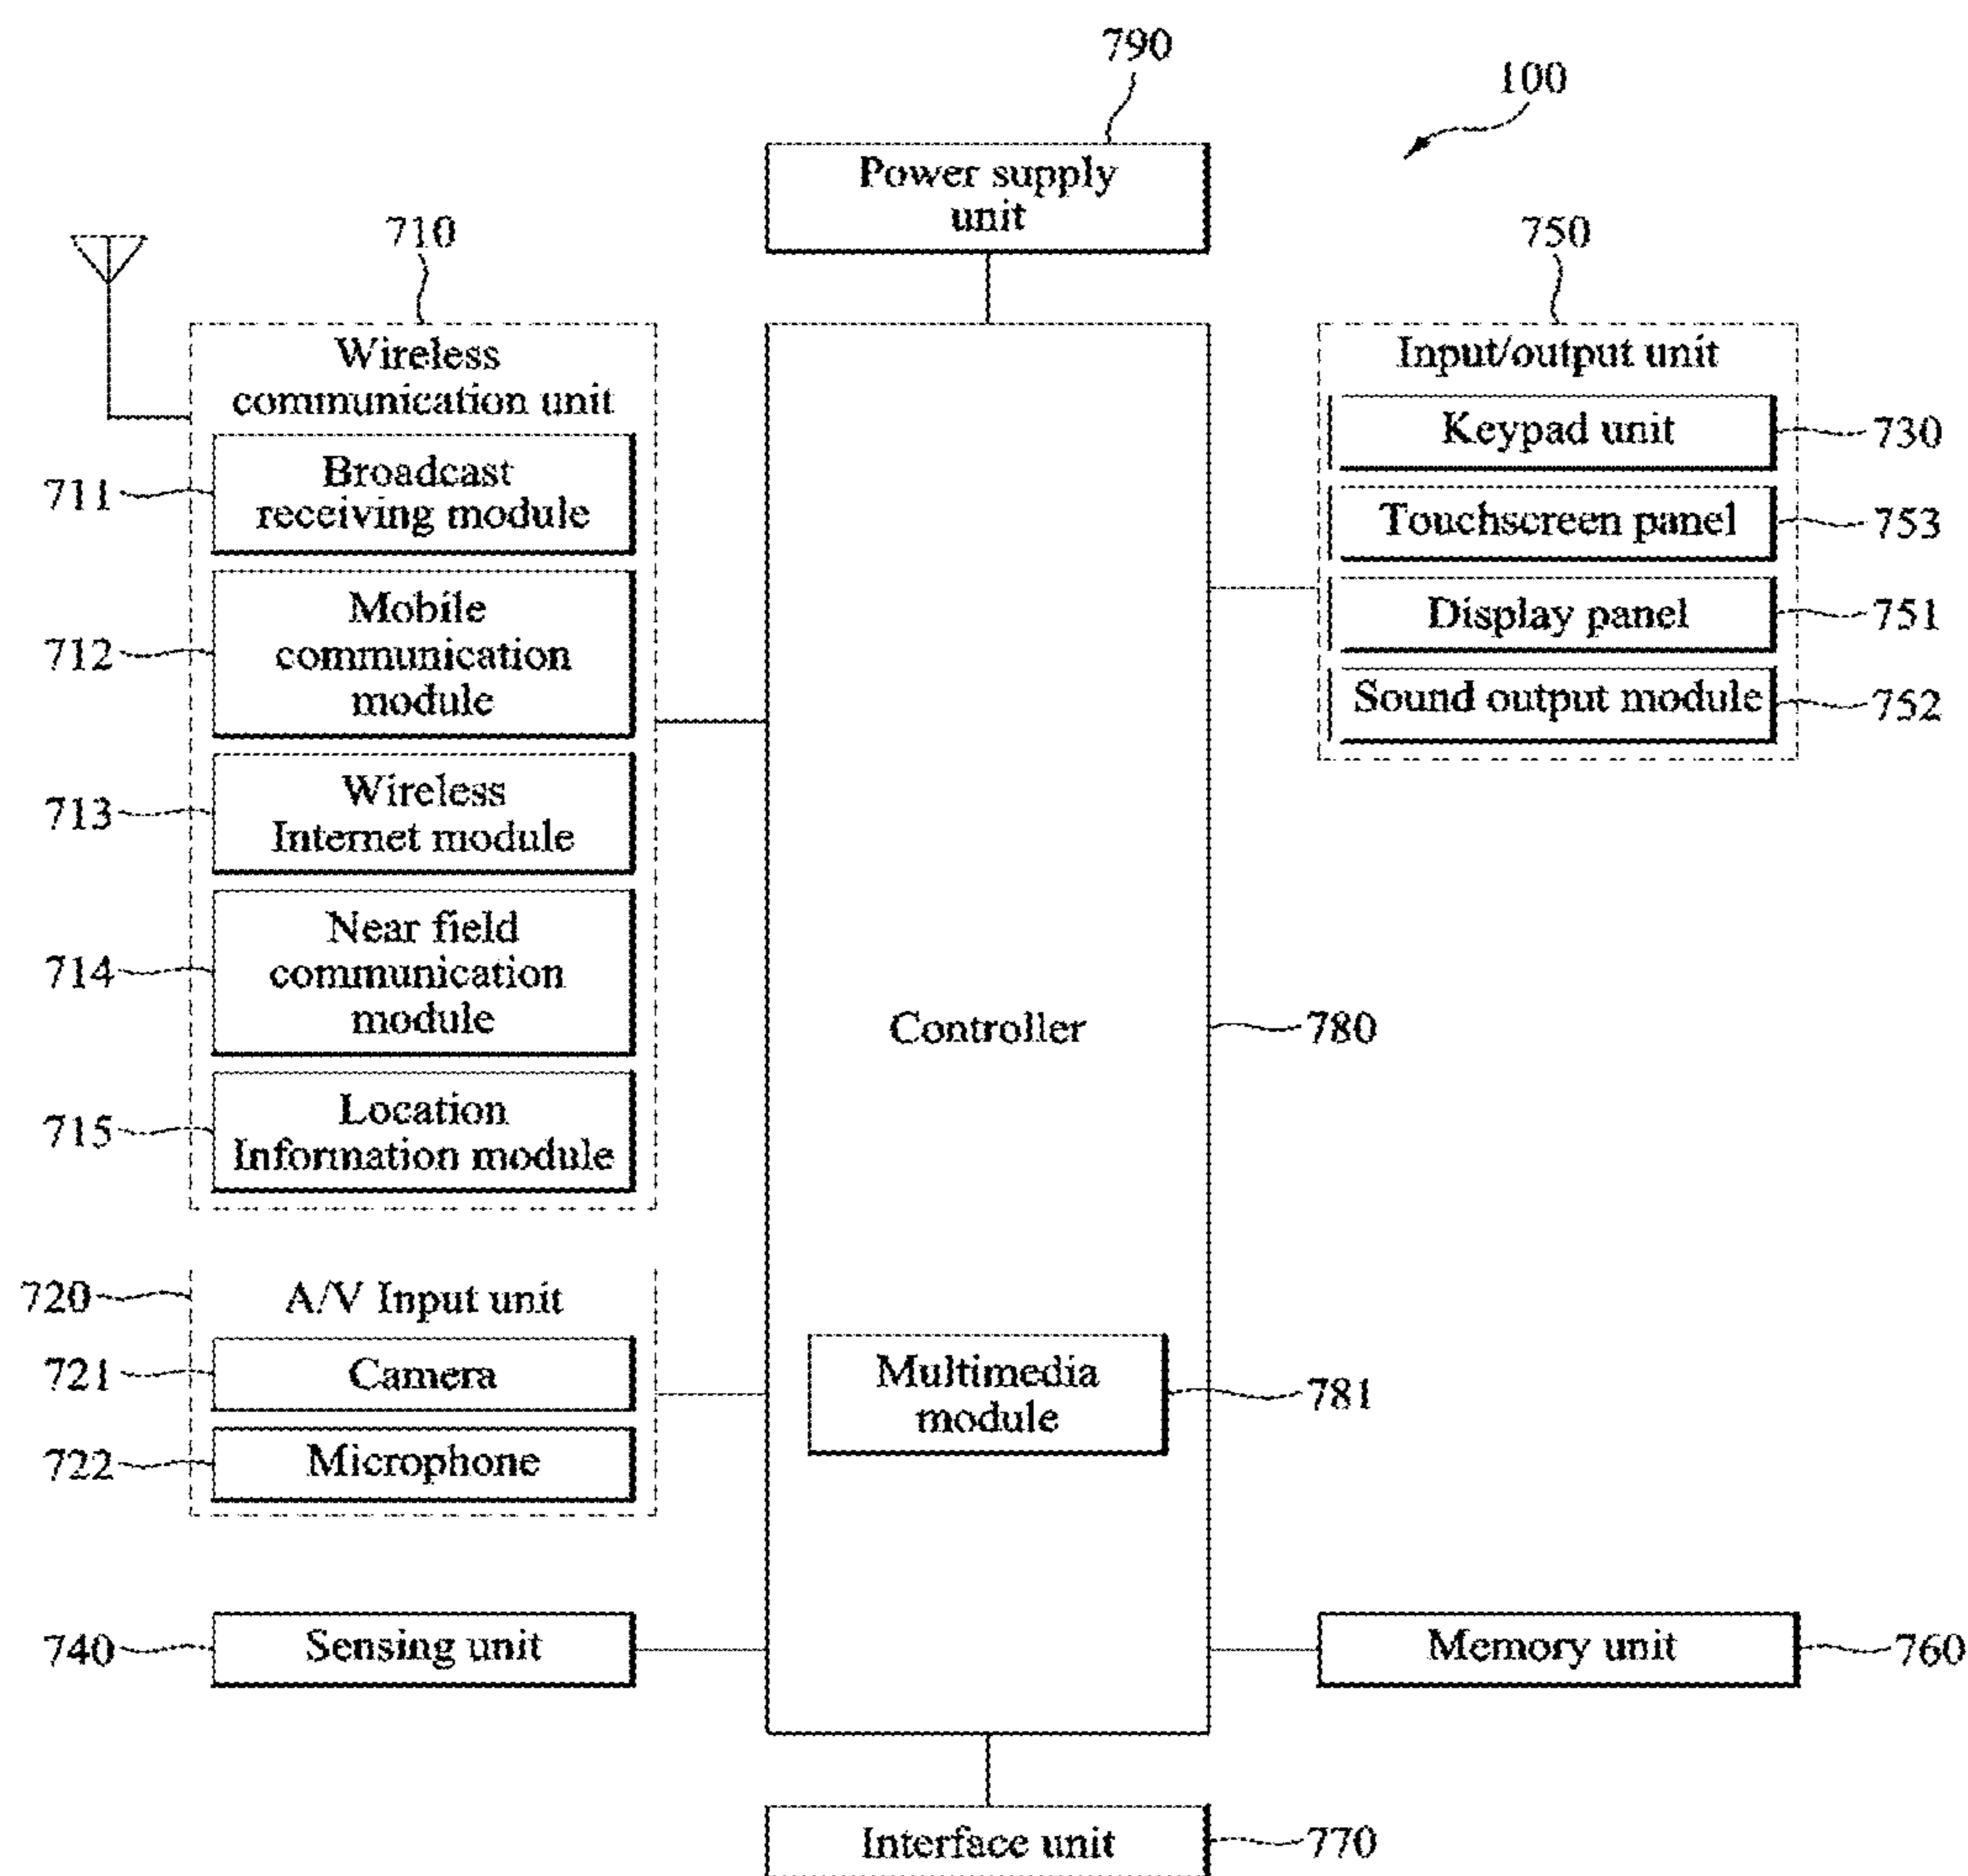 790
100
Power supply
unit
710
750
Wireless
communication unit
Input/output unit
Keypad unit
730
Broadcast
receiving module
711
Touchscreen panel
753
Mobile
communication
module
712
Display panel
751
Sound output module
752
Wireless
Internet module
713
Near field
communication
module
714
Controller
780
Location
Information module
715
720
A/V Input unit
721
Camera
Multimedia
module
781
722
Microphone
740
Sensing unit
Memory unit
760
Interface unit
770